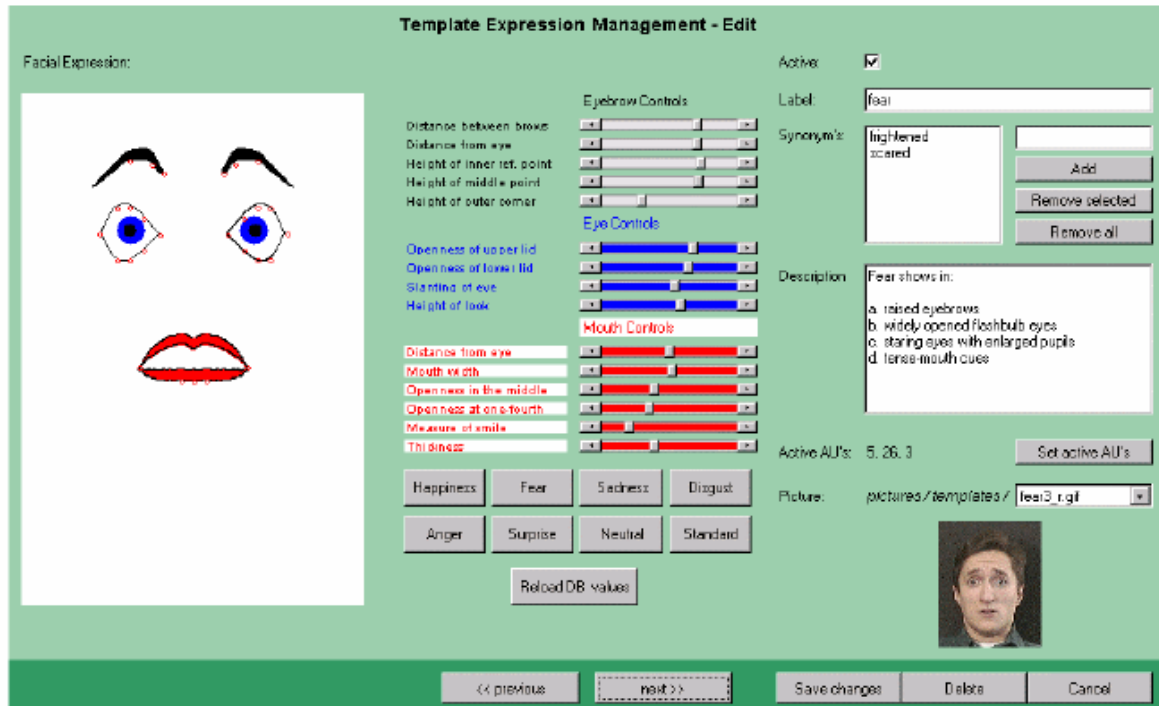 Template Expression Management - Edit
Facial Expression:
Eyebrow Controls
Distance between brows
Distance from eye
Height of inner ref. point
Height of middle point
Height of outer corner
Eye Controls
Openness of upper lid
Openness of lower lid
Slanting of eye
Height of look
Mouth Controls
Distance from eye
Mouth width
Openness in the middle
Openness at one-fourth
Measure of smile
Thickness
Happiness
Fear
Sadness
Disgust
Anger
Surprise
Neutral
Standard
Reload DB values
Active:
Label:
fear
Synonym's:
frightened
scared
Add
Remove selected
Remove all
Description
Fear shows in:
a. raised eyebrows
b. widely opened flashbulb eyes
c. staring eyes with enlarged pupils
d. tense-mouth cues
Active AU's: 5, 26, 3
Set active AU's
Picture:
pictures / templates /
fear3_r.gif
<< previous
next >>
Save changes
Delete
Cancel